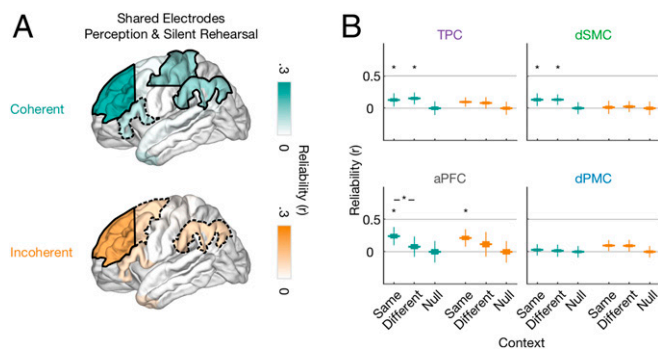 A
Shared Electrodes
Perception & Silent Rehearsal
Coherent
.3
0
Reliability (r)
Incoherent
.3
0
B
TPC
dSMC
* *
* *
0.5
0
Reliability (r)
aPFC
dPMC
*
* *
0.5
0
Same
Different
Null
Same
Different
Null
Same
Different
Null
Same
Different
Null
Context